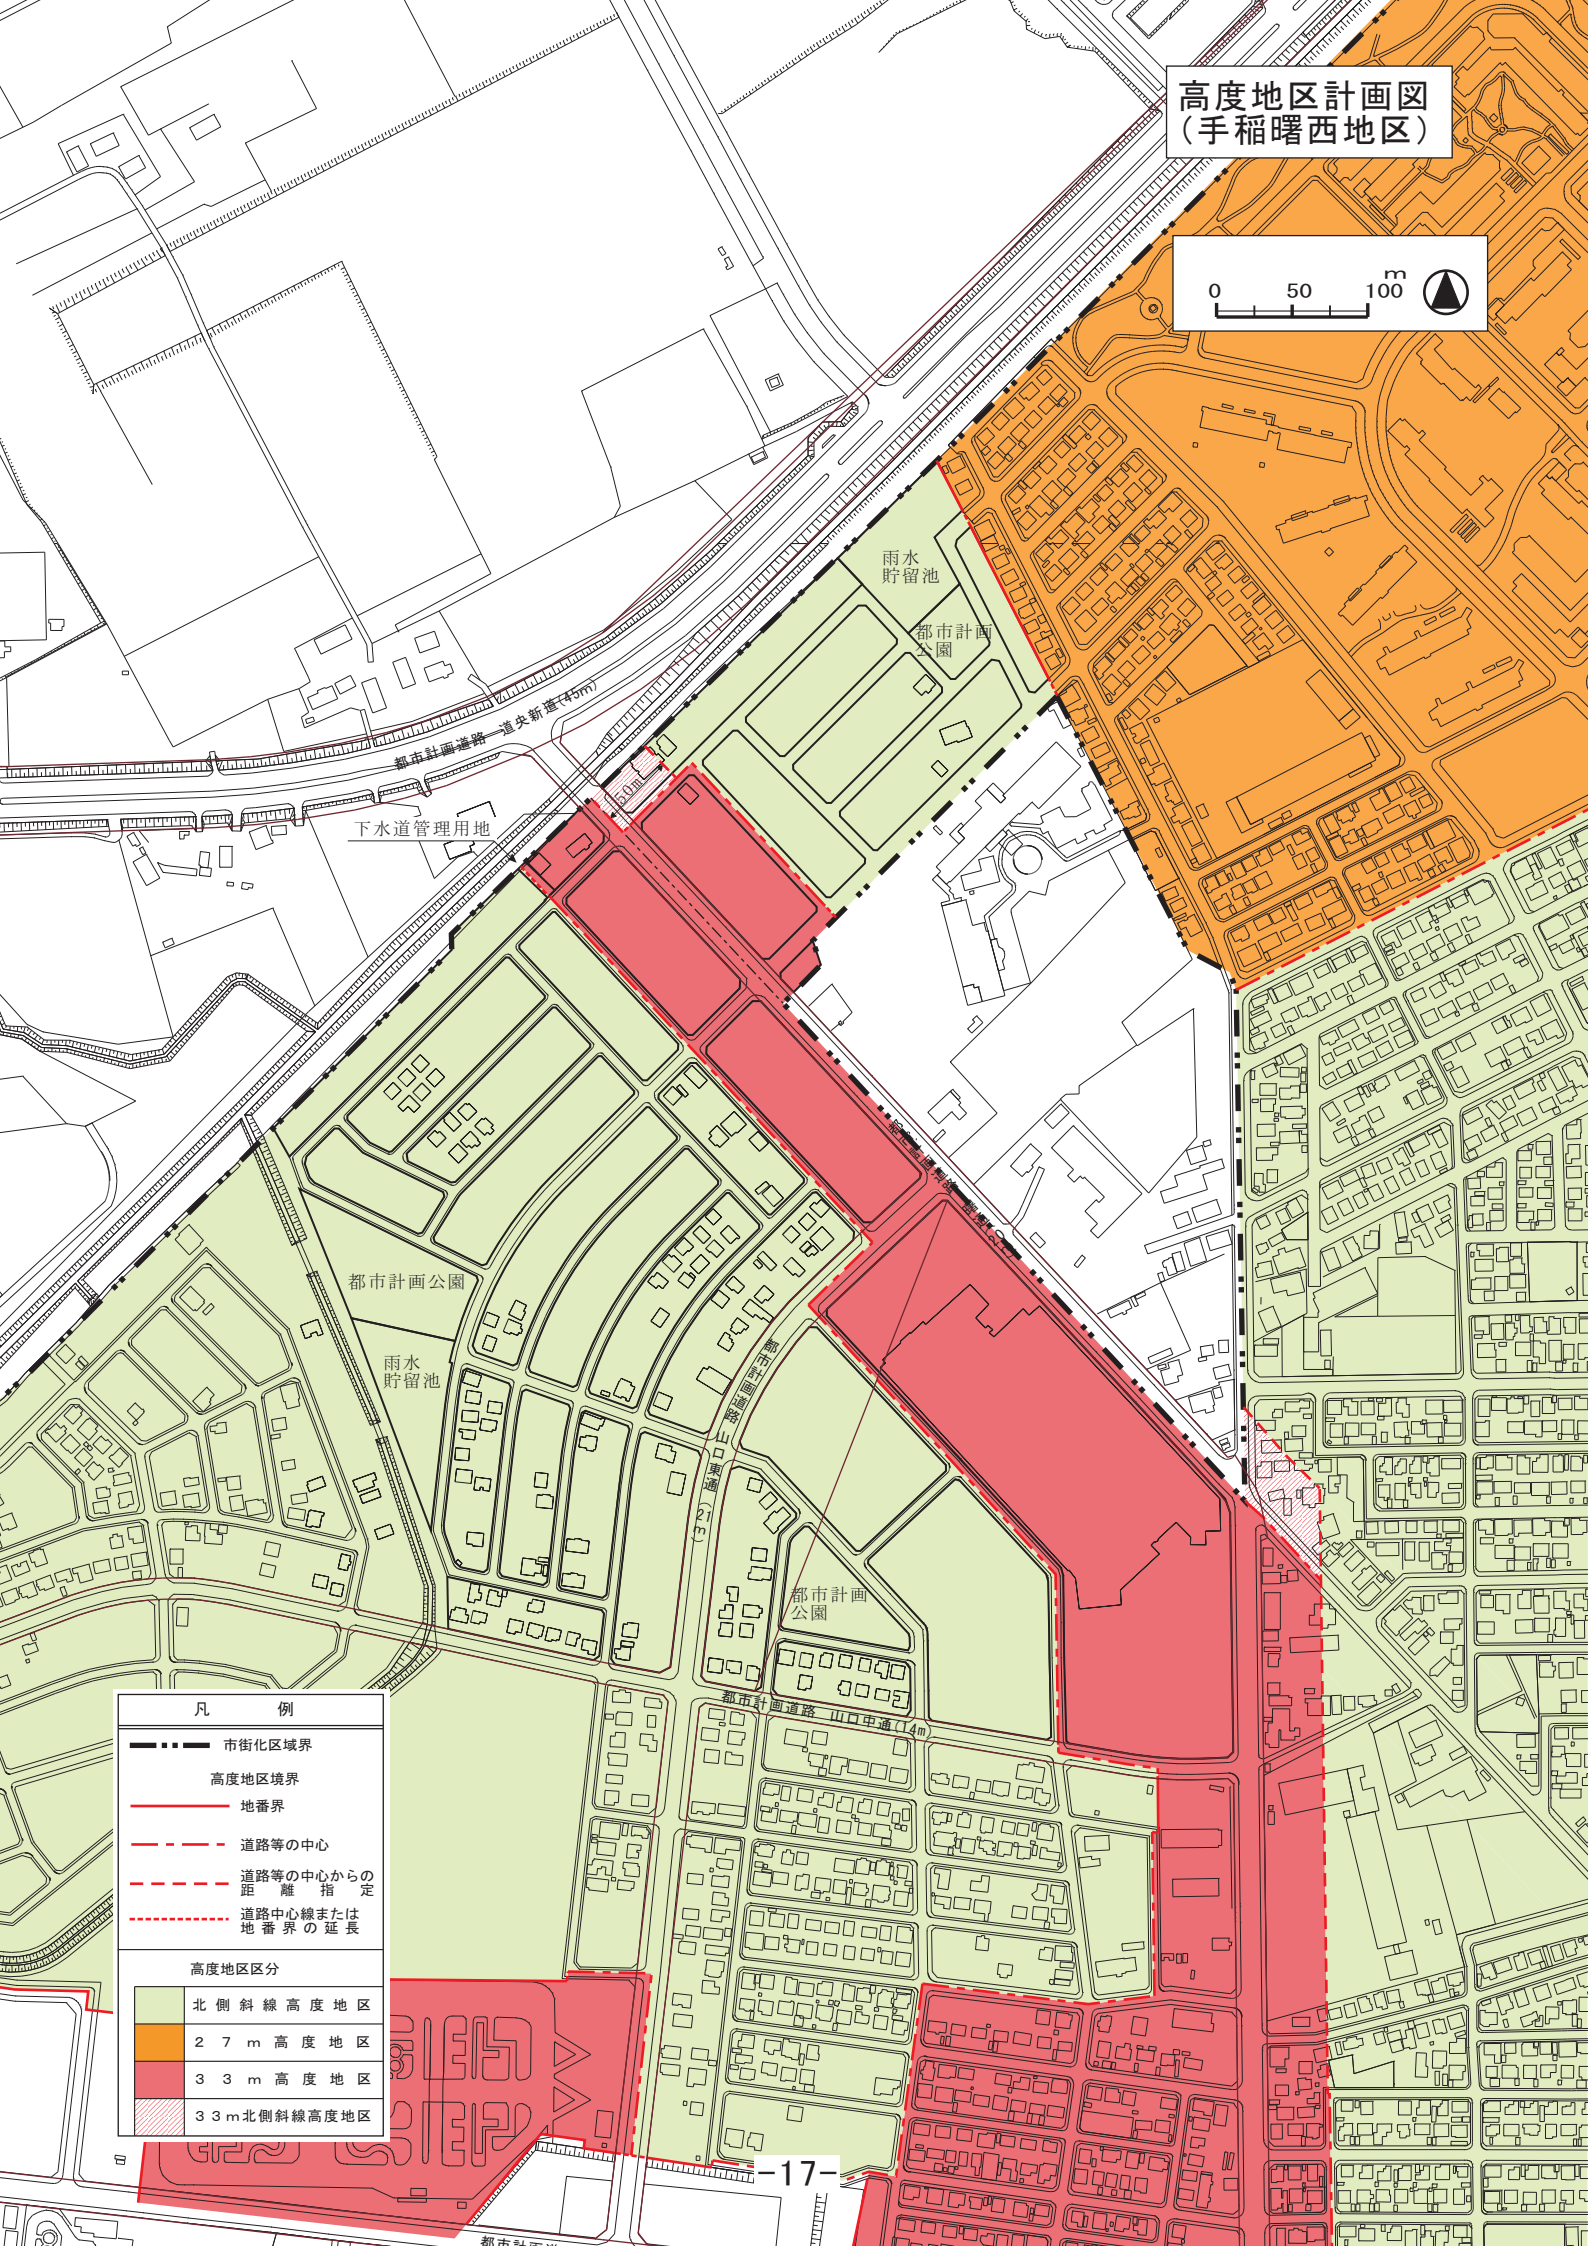 高度地区計画図
(手稲曙西地区)
m
0 50 100
雨水
貯留池
都市計画
公園
都市計画道路 道央新道(45m)
50m
下水道管理用地
都市計画公園
雨水
貯留池
都市計画道路 山口東通(21m)
都市計画
公園
都市計画道路 山口中通(14m)
凡 例
市街化区域界
高度地区境界
地番界
道路等の中心
道路等の中心からの
距離指定
道路中心線または
地番界の延長
高度地区区分
北側斜線高度地区
27m高度地区
33m高度地区
33m北側斜線高度地区
-17-